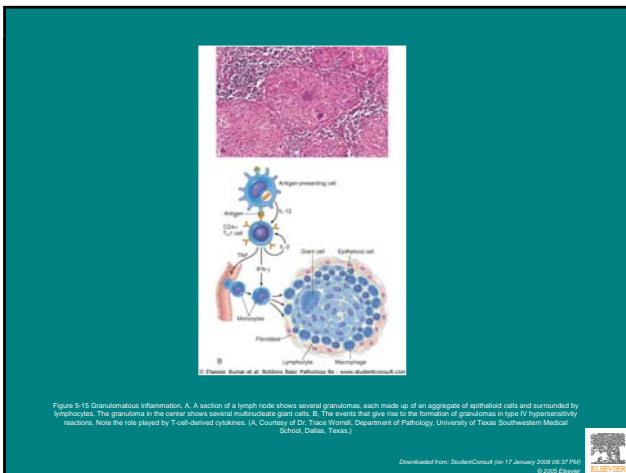 Antigen-presenting cell
IL-12
Antigen
CD4+
TH1 cell
IL-2
TNF
IFN-γ
Giant cell
Epithelioid cell
Monocytes
Fibroblast
Lymphocyte
Macrophage
B
© Elsevier. Kumar et al: Robbins Basic Pathology 8e - www.studentconsult.com
Figure 5-15 Granulomatous inflammation. A, A section of a lymph node shows several granulomas, each made up of an aggregate of epithelioid cells and surrounded by
lymphocytes. The granuloma in the center shows several multinucleate giant cells. B, The events that give rise to the formation of granulomas in type IV hypersensitivity
reactions. Note the role played by T-cell-derived cytokines. (A, Courtesy of Dr. Trace Worrell, Department of Pathology, University of Texas Southwestern Medical
School, Dallas, Texas.)
Downloaded from: StudentConsult (on 17 January 2008 08:37 PM)
© 2005 Elsevier
ELSEVIER